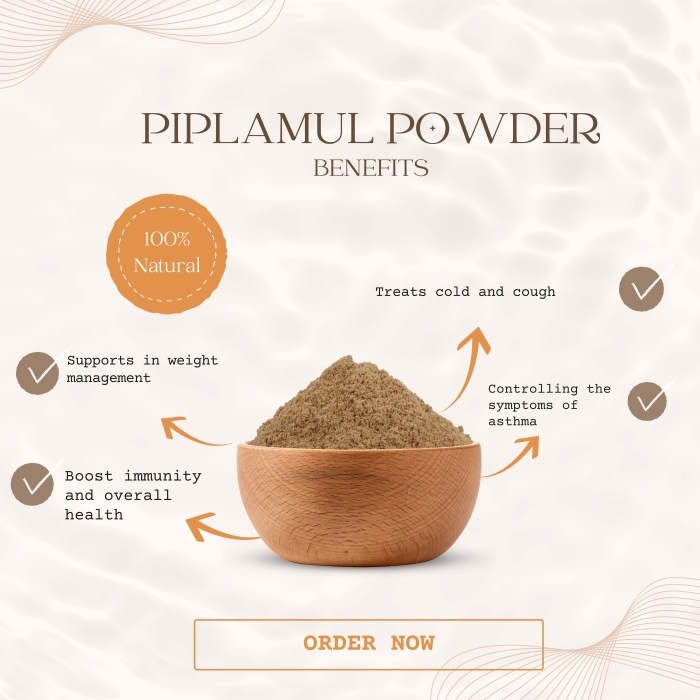 PIPLAMUL POWDER
BENEFITS
100%
Natural
Treats cold and cough
Supports in weight
management
Controlling the
symptoms of
asthma
Boost immunity
and overall
health
ORDER NOW